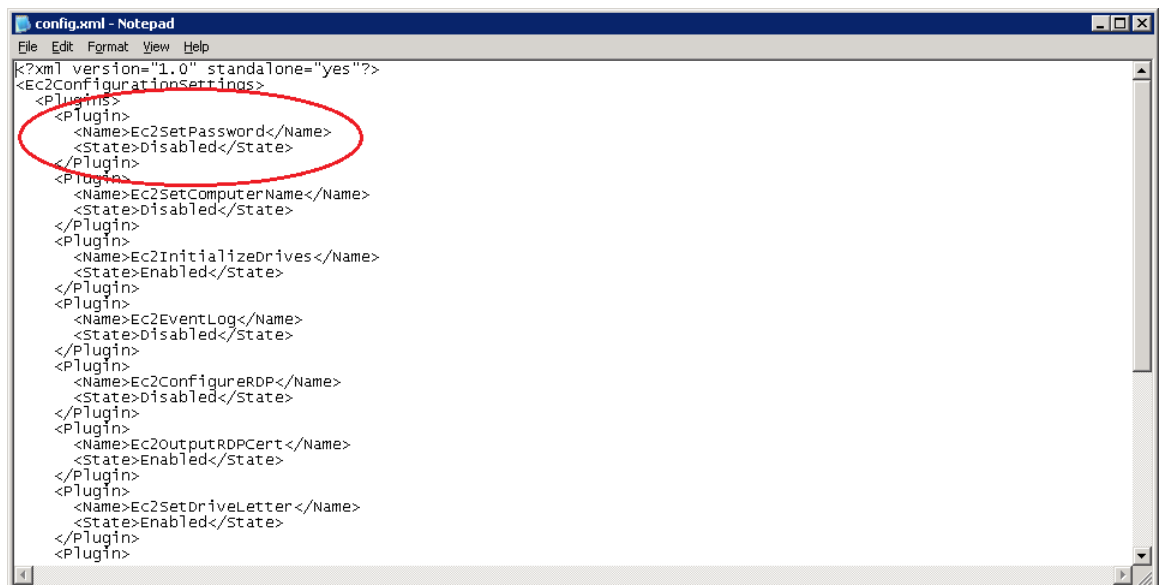 config.xml - Notepad
File Edit Format View Help
<?xml version="1.0" standalone="yes"?>
<Ec2ConfigurationSettings>
  <Plugins>
    <Plugin>
      <Name>Ec2SetPassword</Name>
      <State>Disabled</State>
    </Plugin>
    <Plugin>
      <Name>Ec2SetComputerName</Name>
      <State>Disabled</State>
    </Plugin>
    <Plugin>
      <Name>Ec2InitializeDrives</Name>
      <State>Enabled</State>
    </Plugin>
    <Plugin>
      <Name>Ec2EventLog</Name>
      <State>Disabled</State>
    </Plugin>
    <Plugin>
      <Name>Ec2ConfigureRDP</Name>
      <State>Disabled</State>
    </Plugin>
    <Plugin>
      <Name>Ec2OutputRDPCert</Name>
      <State>Enabled</State>
    </Plugin>
    <Plugin>
      <Name>Ec2SetDriveLetter</Name>
      <State>Enabled</State>
    </Plugin>
    <Plugin>